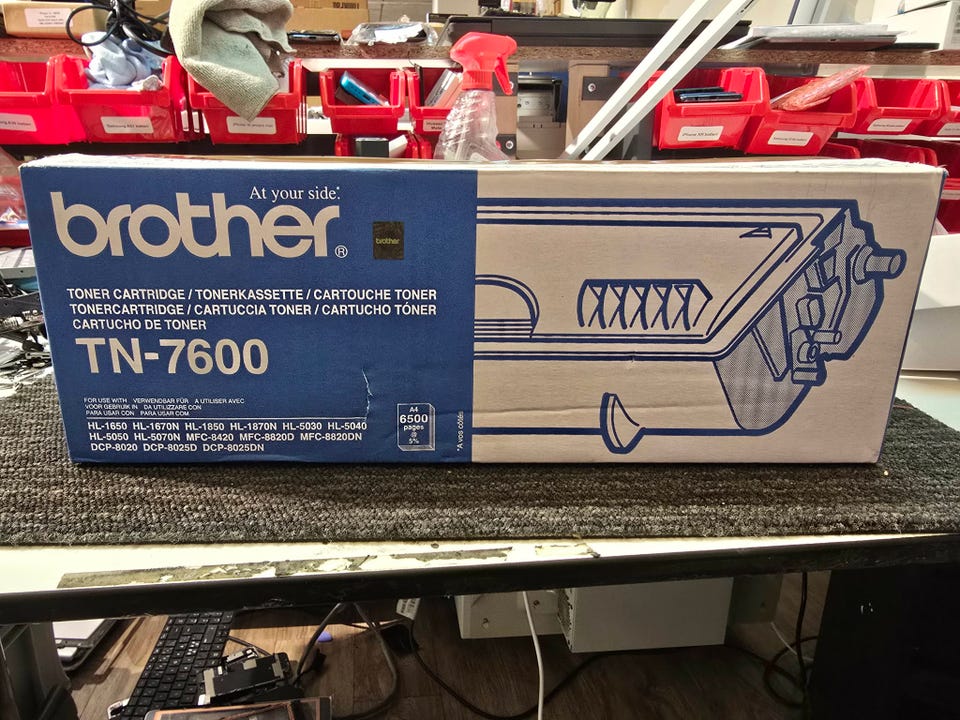 At your side.*
brother®
brother
TONER CARTRIDGE / TONERKASSETTE / CARTOUCHE TONER
TONERCARTRIDGE / CARTUCCIA TONER / CARTUCHO TÓNER
CARTUCHO DE TONER
TN-7600
FOR USE WITH VERWENDBAR FÜR A UTILISER AVEC
VOOR GEBRUIK IN DA UTILIZZARE CON
PARA USAR CON PARA USAR COM
HL-1650 HL-1670N HL-1850 HL-1870N HL-5030 HL-5040
HL-5050 HL-5070N MFC-8420 MFC-8820D MFC-8820DN
DCP-8020 DCP-8025D DCP-8025DN
A4
6500
pages
@
5%
*A vos côtés